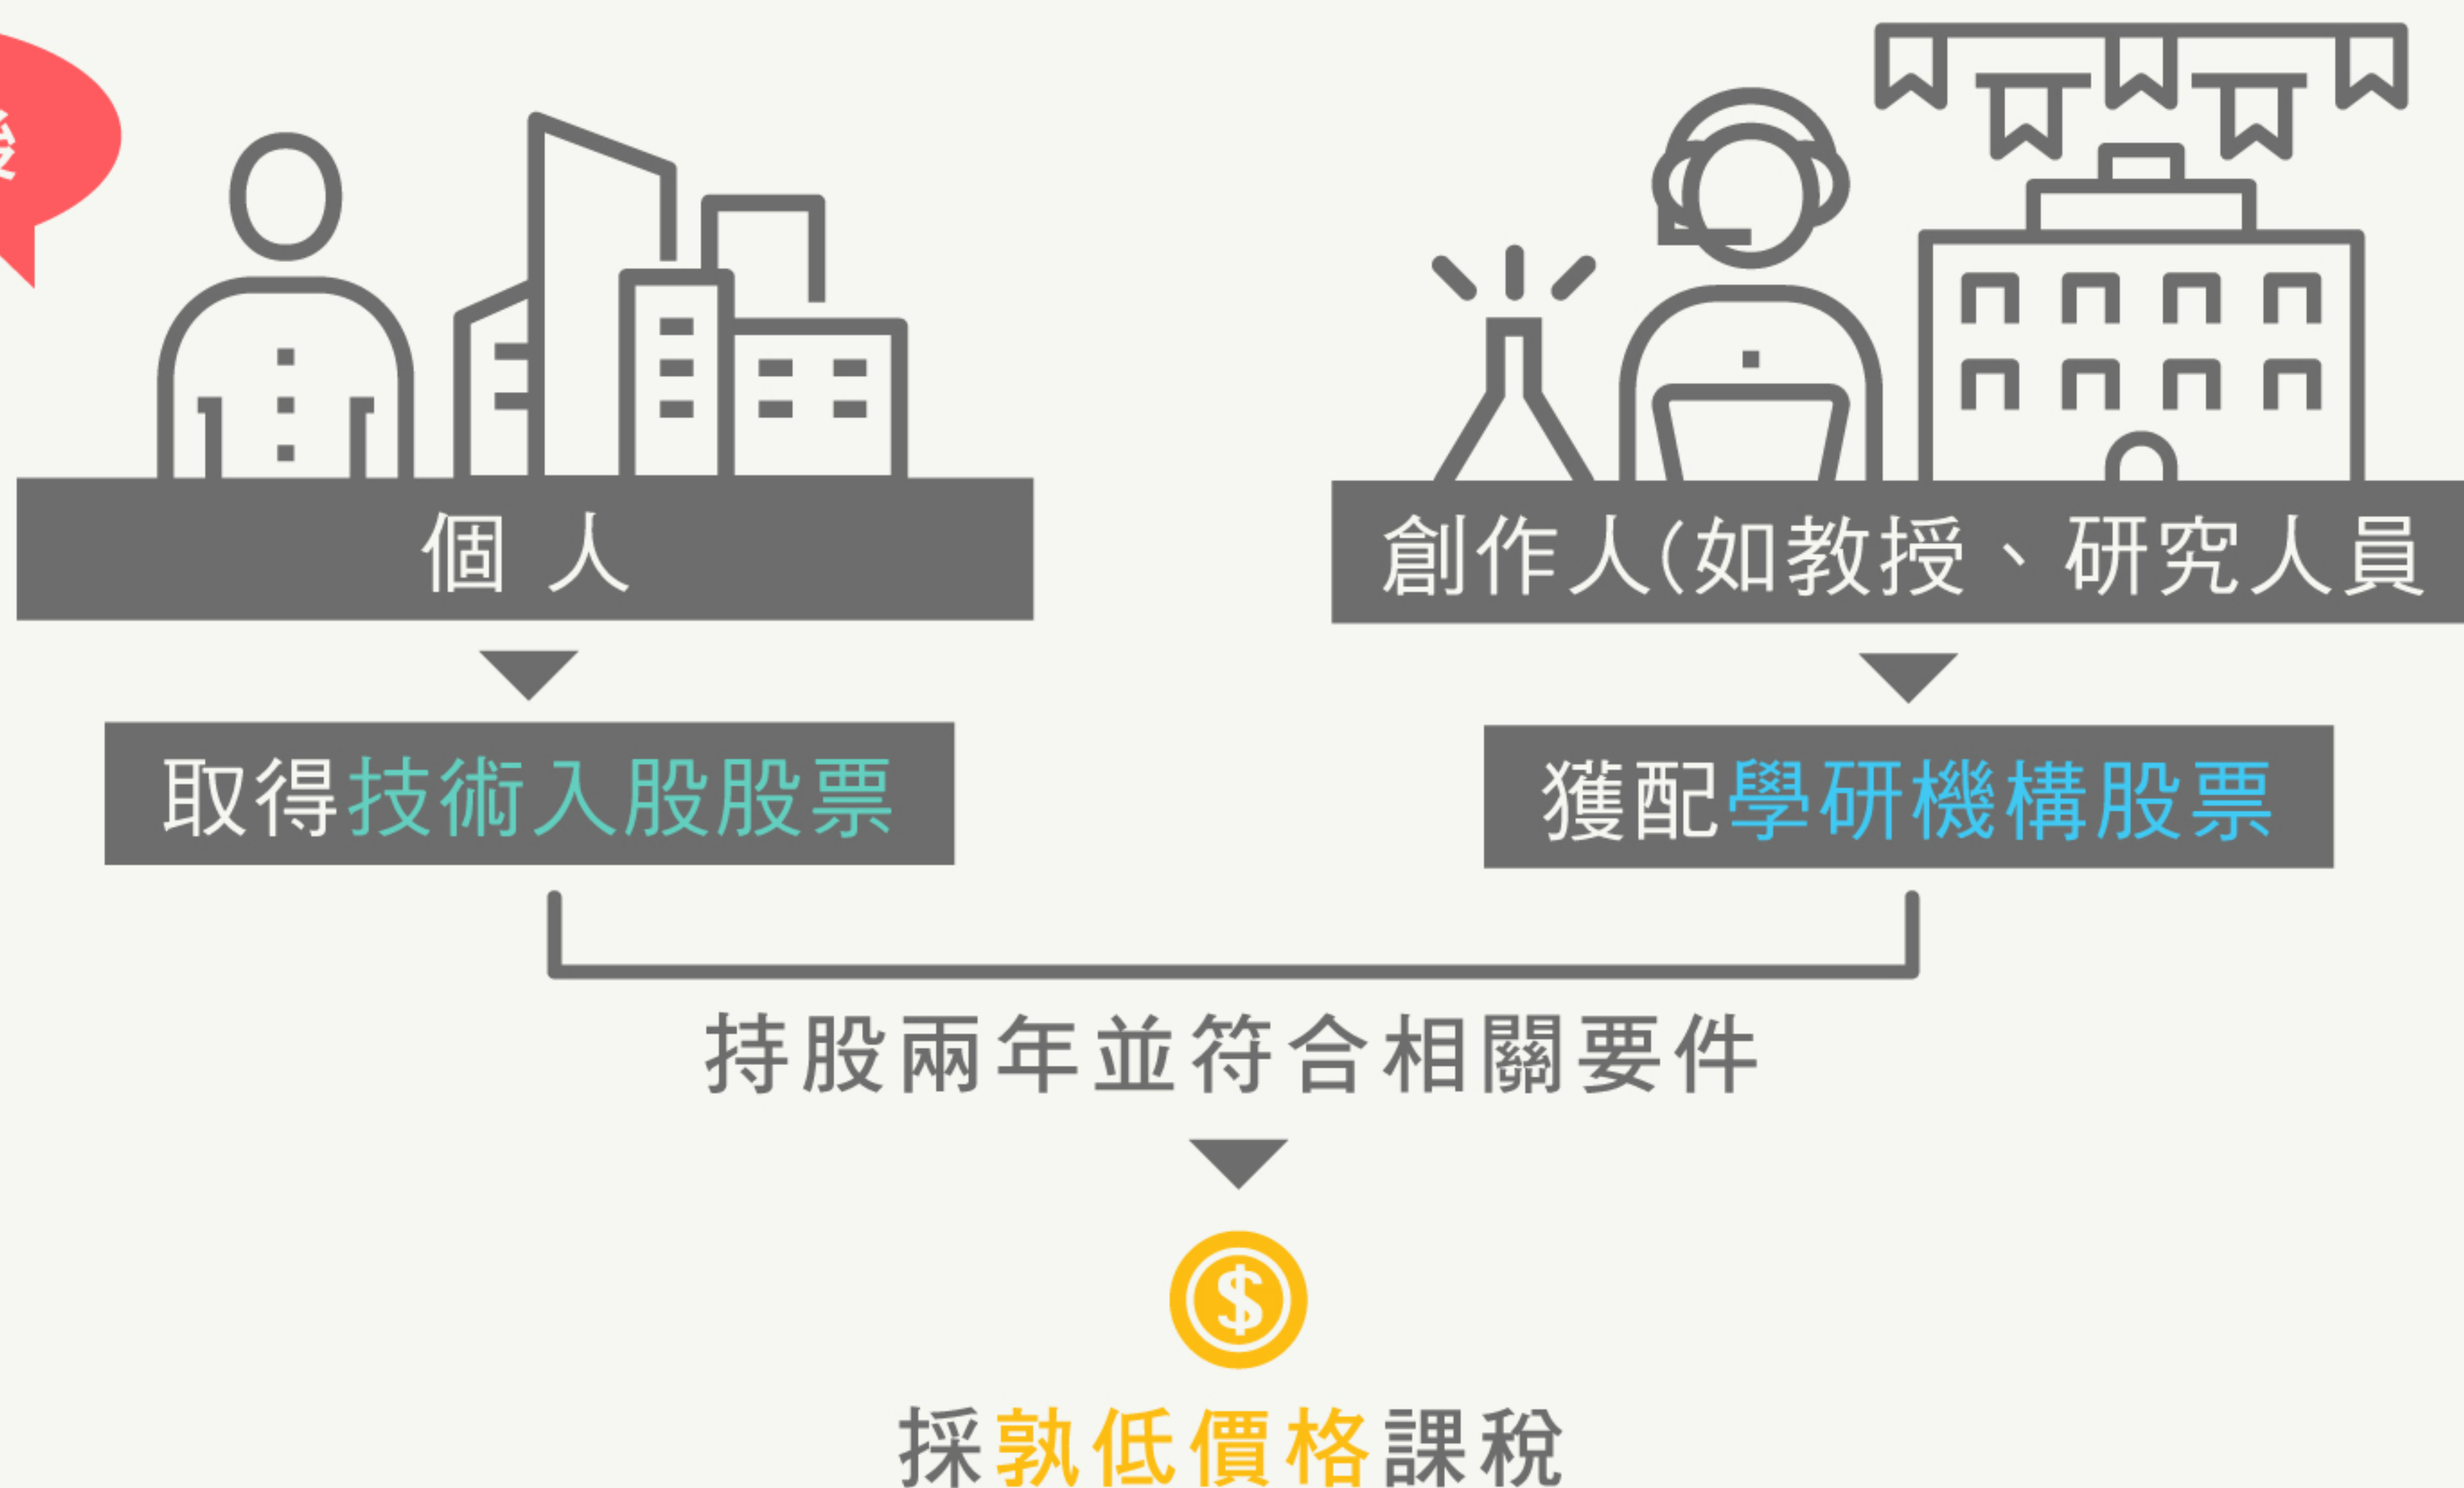 後
個人
創作人(如教授、研究人員
取得技術入股股票
獲配學研機構股票
持股兩年並符合相關要件
採孰低價格課稅